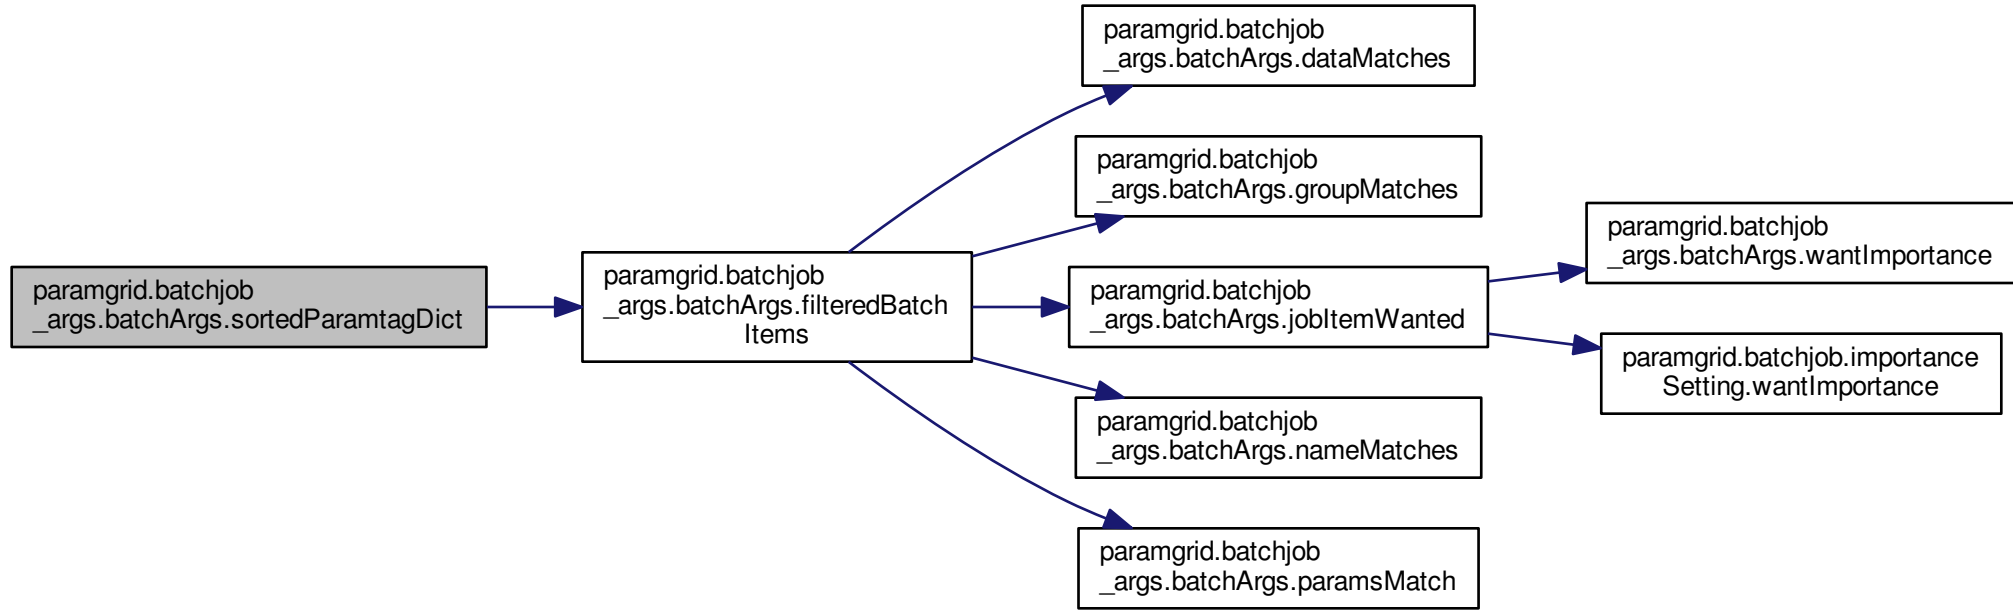 paramgrid.batchjob
_args.batchArgs.sortedParamtagDict
paramgrid.batchjob
_args.batchArgs.filteredBatch
Items
paramgrid.batchjob
_args.batchArgs.dataMatches
paramgrid.batchjob
_args.batchArgs.groupMatches
paramgrid.batchjob
_args.batchArgs.jobItemWanted
paramgrid.batchjob
_args.batchArgs.nameMatches
paramgrid.batchjob
_args.batchArgs.paramsMatch
paramgrid.batchjob
_args.batchArgs.wantImportance
paramgrid.batchjob.importance
Setting.wantImportance